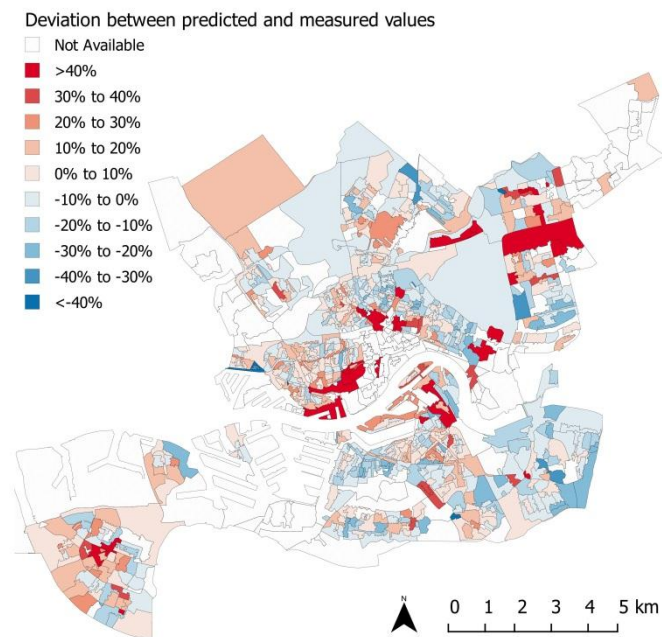 Deviation between predicted and measured values
Not Available
>40%
30% to 40%
20% to 30%
10% to 20%
0% to 10%
-10% to 0%
-20% to -10%
-30% to -20%
-40% to -30%
<-40%
N
0 1 2 3 4 5 km